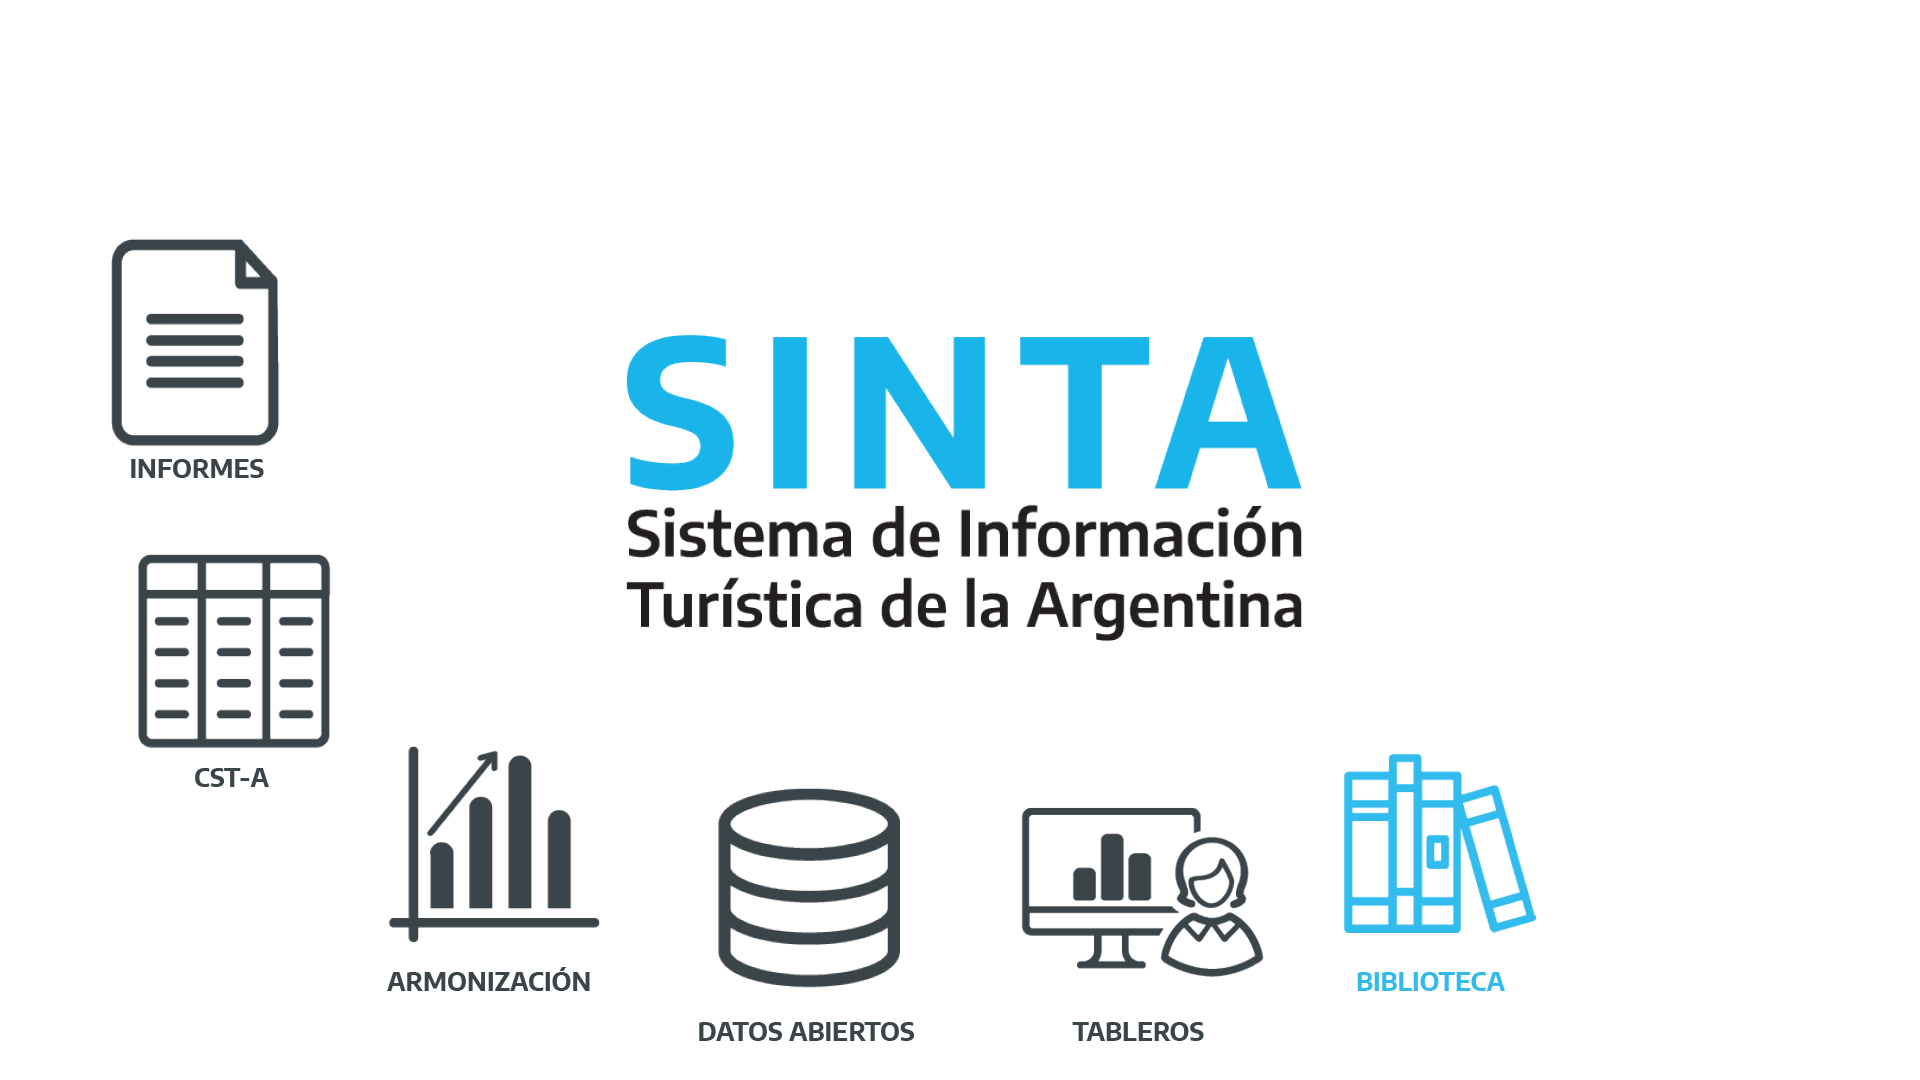 SINTA
Sistema de Información
Turística de la Argentina
INFORMES
CST-A
ARMONIZACIÓN
DATOS ABIERTOS
TABLEROS
BIBLIOTECA